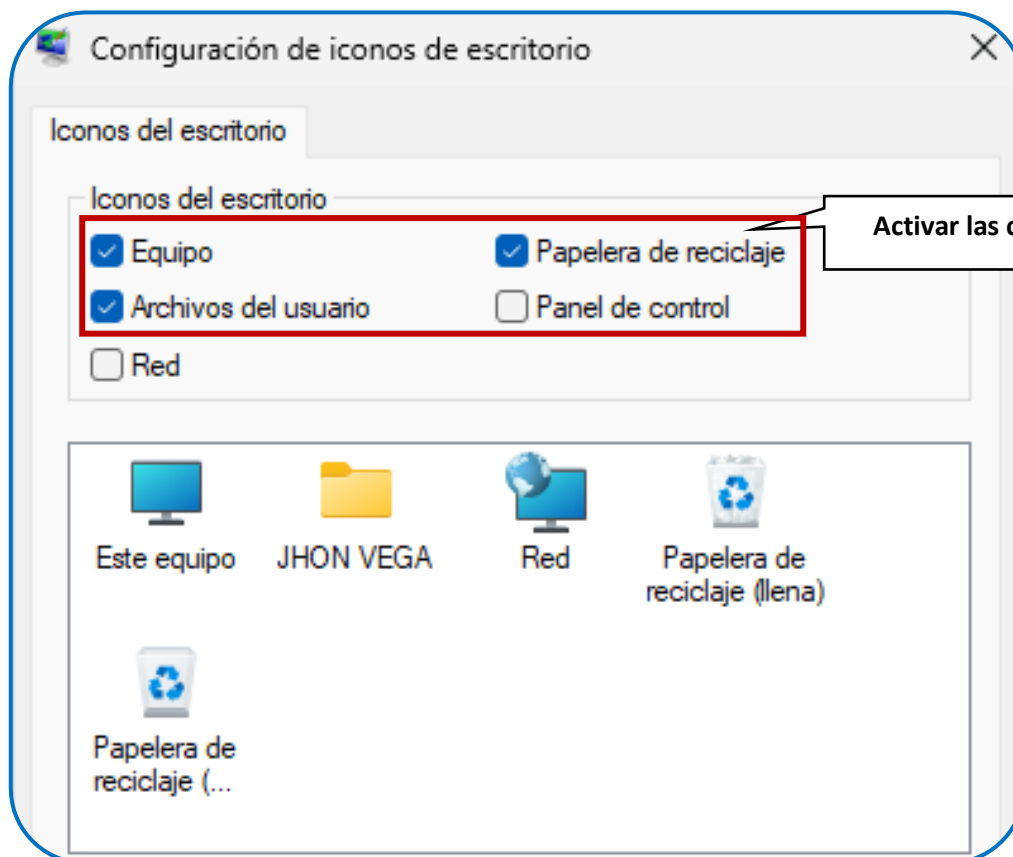 Configuración de iconos de escritorio
Iconos del escritorio
Iconos del escritorio
Activar las
Equipo
Papelera de reciclaje
Archivos del usuario
Panel de control
Red
Este equipo
JHON VEGA
Red
Papelera de
reciclaje (llena)
Papelera de
reciclaje (...